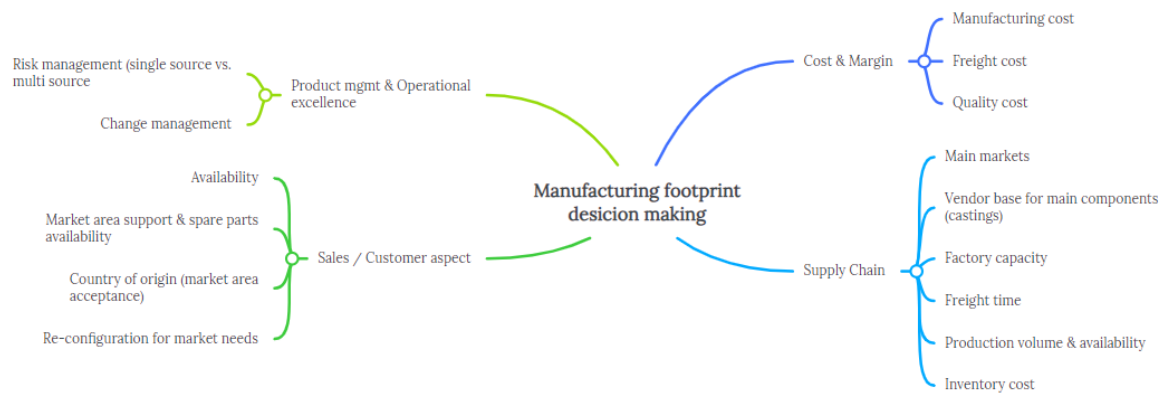 Manufacturing footprint
desicion making
Product mgmt & Operational
excellence
Risk management (single source vs.
multi source
Change management
Sales / Customer aspect
Availability
Market area support & spare parts
availability
Country of origin (market area
acceptance)
Re-configuration for market needs
Cost & Margin
Manufacturing cost
Freight cost
Quality cost
Supply Chain
Main markets
Vendor base for main components
(castings)
Factory capacity
Freight time
Production volume & availability
Inventory cost